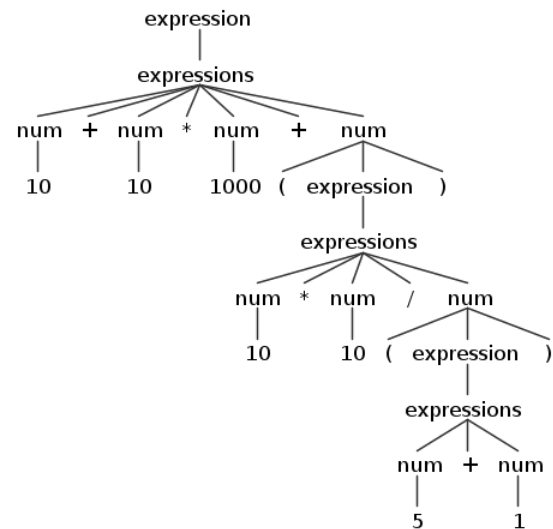 expression
expressions
num + num * num + num
10 10 1000 ( expression )
expressions
num * num / num
10 10 ( expression )
expressions
num + num
5 1